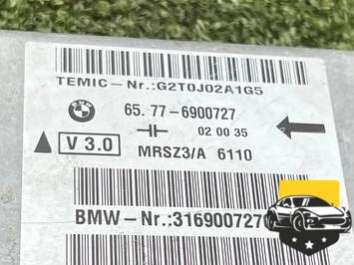 TEMIC-Nr.:G2T0J02A1G5
65.77-6900727
02 00 35
V 3.0
MRSZ3/A 6110
BMW-Nr.:316900727